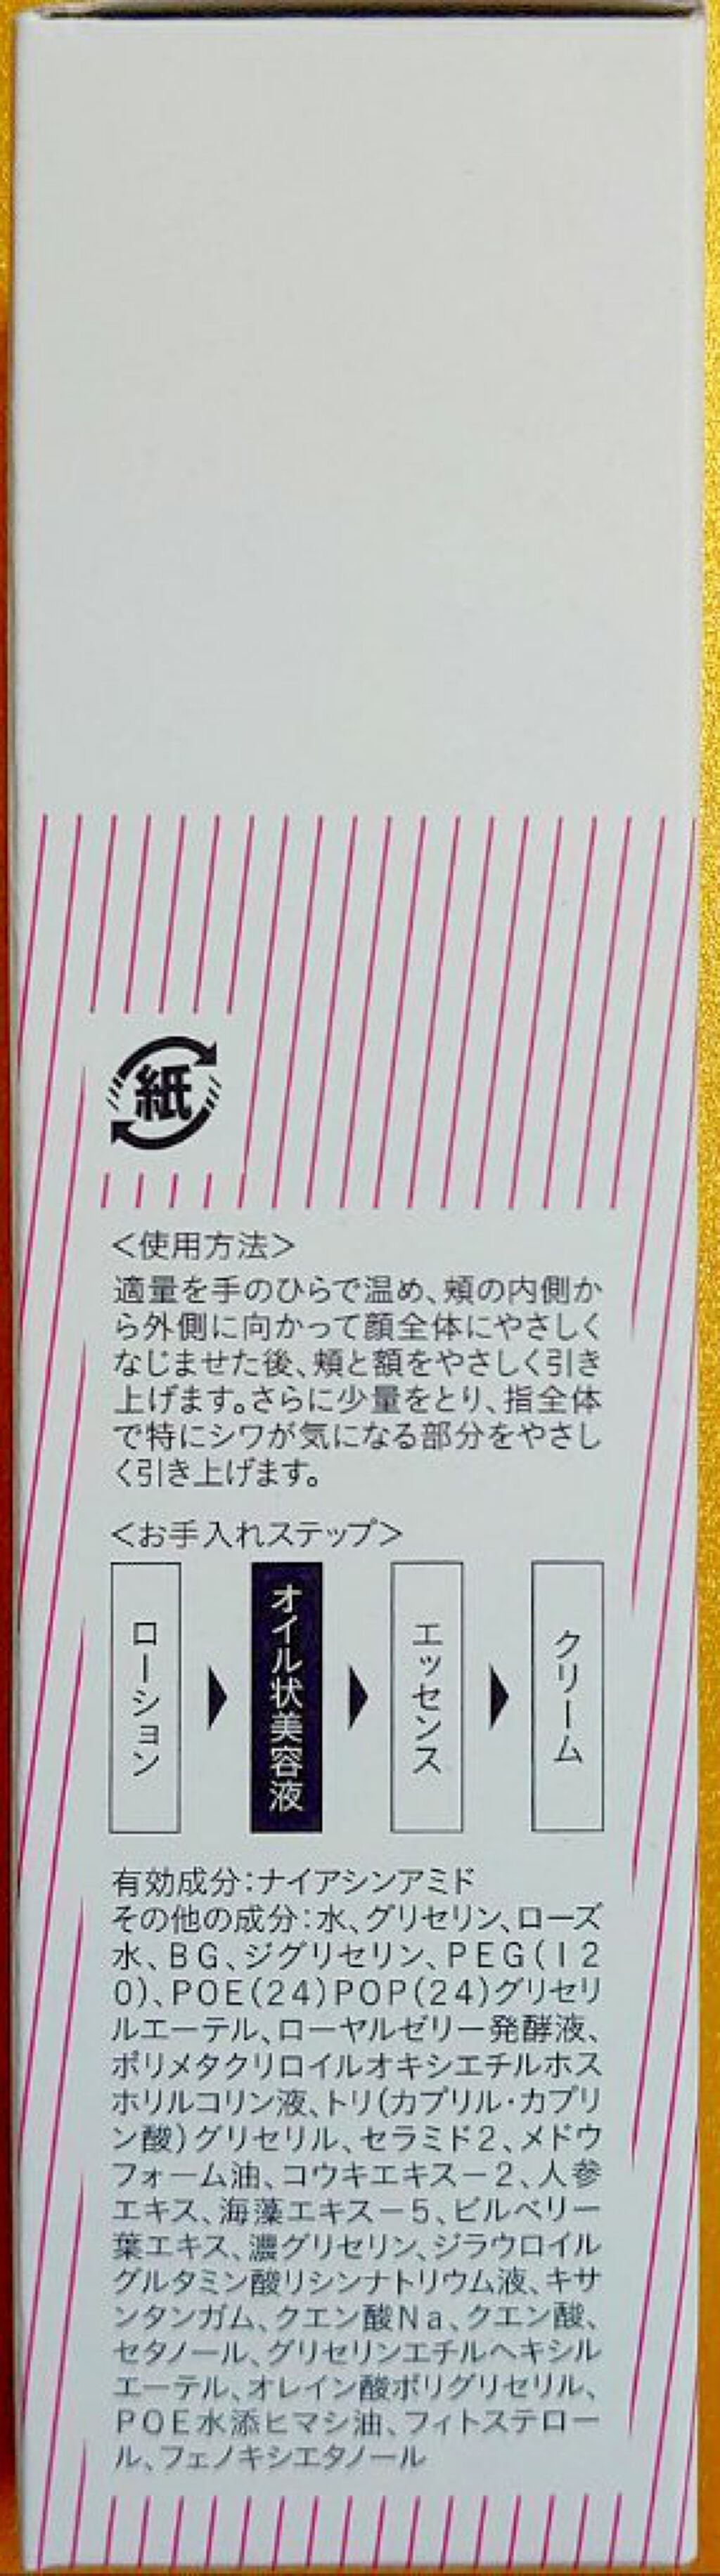 紙
＜使用方法＞
適量を手のひらで温め、頬の内側か
ら外側に向かって顔全体にやさしく
なじませた後、頬と額をやさしく引き
上げます。さらに少量をとり、指全体
で特にシワが気になる部分をやさし
く引き上げます。
＜お手入れステップ＞
ローション
オイル状美容液
エッセンス
クリーム
有効成分：ナイアシンアミド
その他の成分：水、グリセリン、ローズ
水、BG、ジグリセリン、PEG(12
0)、POE(24)POP(24)グリセリ
ルエーテル、ローヤルゼリー発酵液、
ポリメタクリロイルオキシエチルホス
ホリルコリン液、トリ(カプリル・カプリ
ン酸)グリセリル、セラミド2、メドウ
フォーム油、コウキエキス－2、人参
エキス、海藻エキス－5、ビルベリー
葉エキス、濃グリセリン、ジラウロイル
グルタミン酸リシンナトリウム液、キサ
ンタンガム、クエン酸Na、クエン酸、
セタノール、グリセリンエチルヘキシル
エーテル、オレイン酸ポリグリセリル、
POE水添ヒマシ油、フィトステロー
ル、フェノキシエタノール